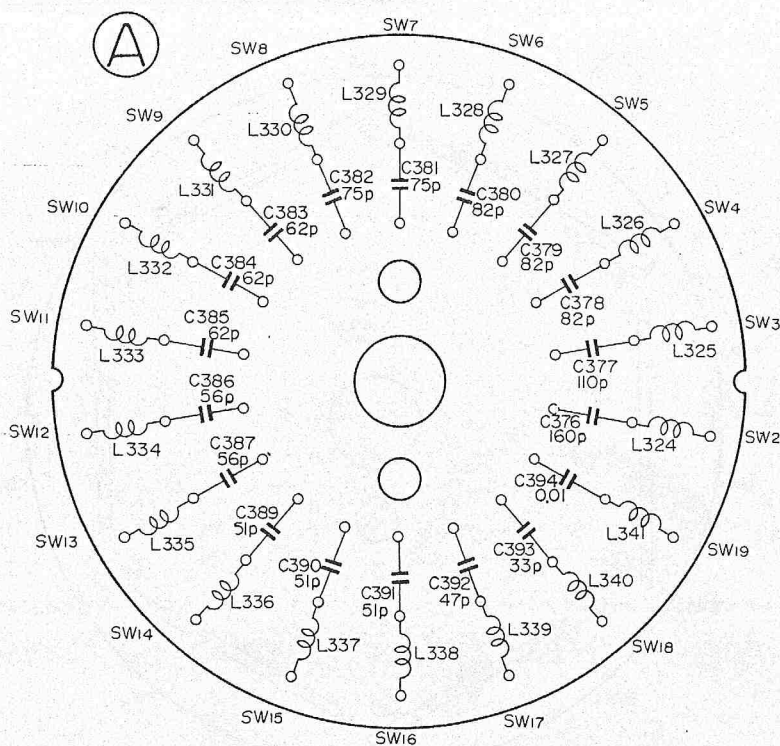 A
SW7
SW6
SW5
SW4
SW3
SW2
SW19
SW18
SW17
SW16
SW15
SW14
SW13
SW12
SW11
SW10
SW9
SW8
L329
C381
75p
L328
C380
82p
L327
C379
82p
L326
C378
82p
L325
C377
110p
L324
C376
160p
L341
C394
0.01
L340
C393
33p
L339
C392
47p
L338
C391
51p
L337
C390
51p
L336
C389
51p
L335
C387
56p
L334
C386
56p
L333
C385
62p
L332
C384
62p
L331
C383
62p
L330
C382
75p